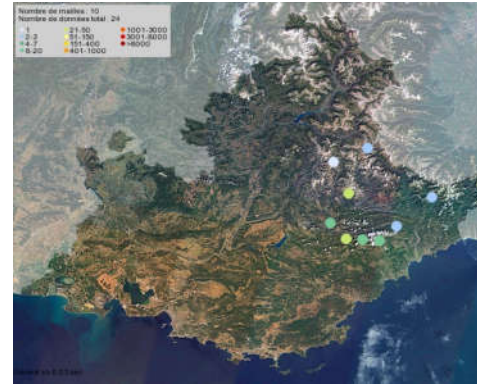 Nombre de mailles : 10
Nombre de données total : 24
1 21-50 1001-3000
2-3 51-150 3001-6000
4-7 151-400 >6000
8-20 401-1000